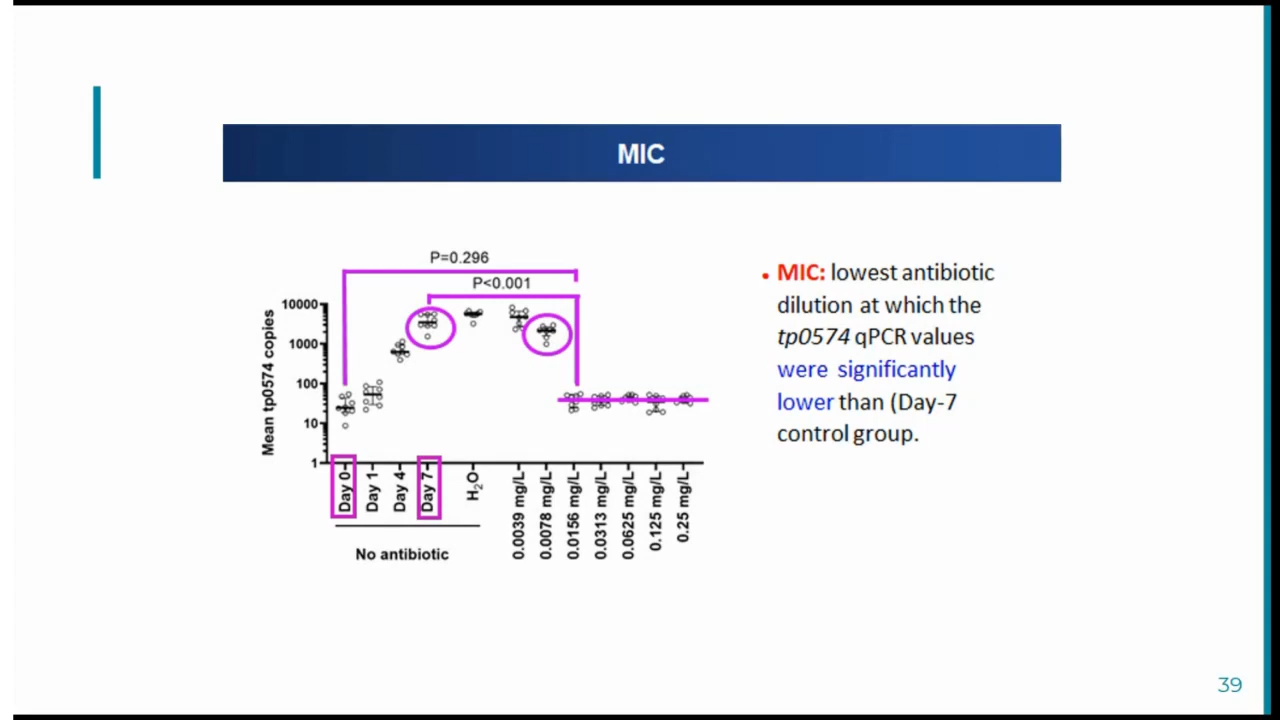 MIC
P=0.296
P<0.001
Mean tp0574 copies
10000
1000
100
10
1
Day 0
Day 1
Day 4
Day 7
H₂O
0.0039 mg/L
0.0078 mg/L
0.0156 mg/L
0.0313 mg/L
0.0625 mg/L
0.125 mg/L
0.25 mg/L
No antibiotic
• MIC: lowest antibiotic
dilution at which the
tp0574 qPCR values
were significantly
lower than (Day-7
control group.
39